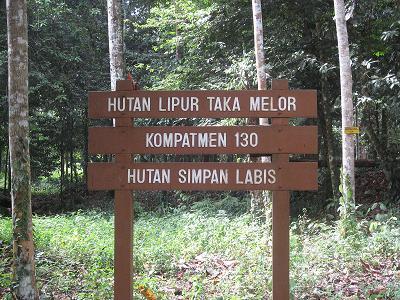 HUTAN LIPUR TAKA MELOR
KOMPATMEN 130
HUTAN SIMPAN LABIS